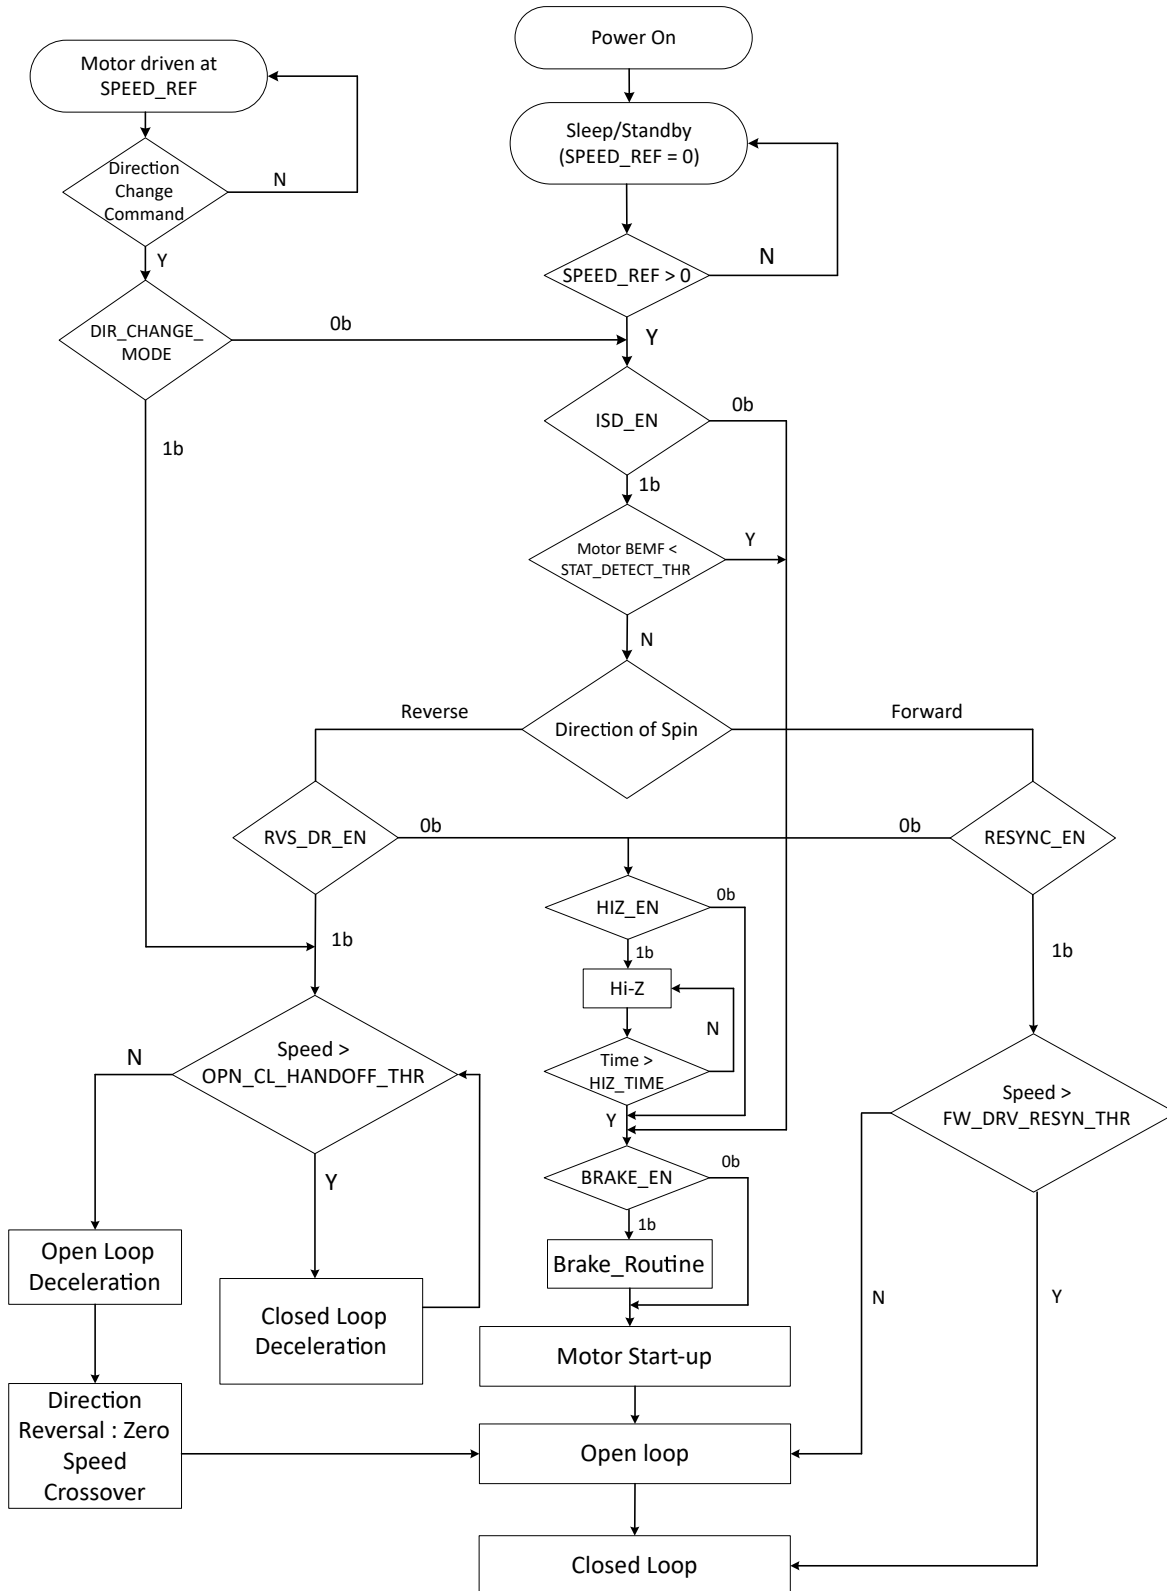 Power On
Motor driven at
SPEED_REF
Sleep/Standby
(SPEED_REF = 0)
Direction
Change
Command
N
Y
SPEED_REF > 0
N
Y
DIR_CHANGE_
MODE
0b
1b
ISD_EN
0b
1b
Motor BEMF <
STAT_DETECT_THR
Y
N
Reverse
Direction of Spin
Forward
RVS_DR_EN
0b
0b
RESYNC_EN
1b
1b
HIZ_EN
0b
1b
Hi-Z
N
Time >
HIZ_TIME
Y
Speed >
OPN_CL_HANDOFF_THR
N
Y
Speed >
FW_DRV_RESYN_THR
N
Y
BRAKE_EN
0b
1b
Brake_Routine
Open Loop
Deceleration
Closed Loop
Deceleration
Motor Start-up
Direction
Reversal : Zero
Speed
Crossover
Open loop
Closed Loop